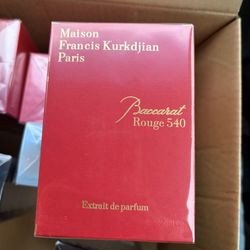 Maison
Francis Kurkdjian
Paris
Baccarat
Rouge 540
Extrait de parfum